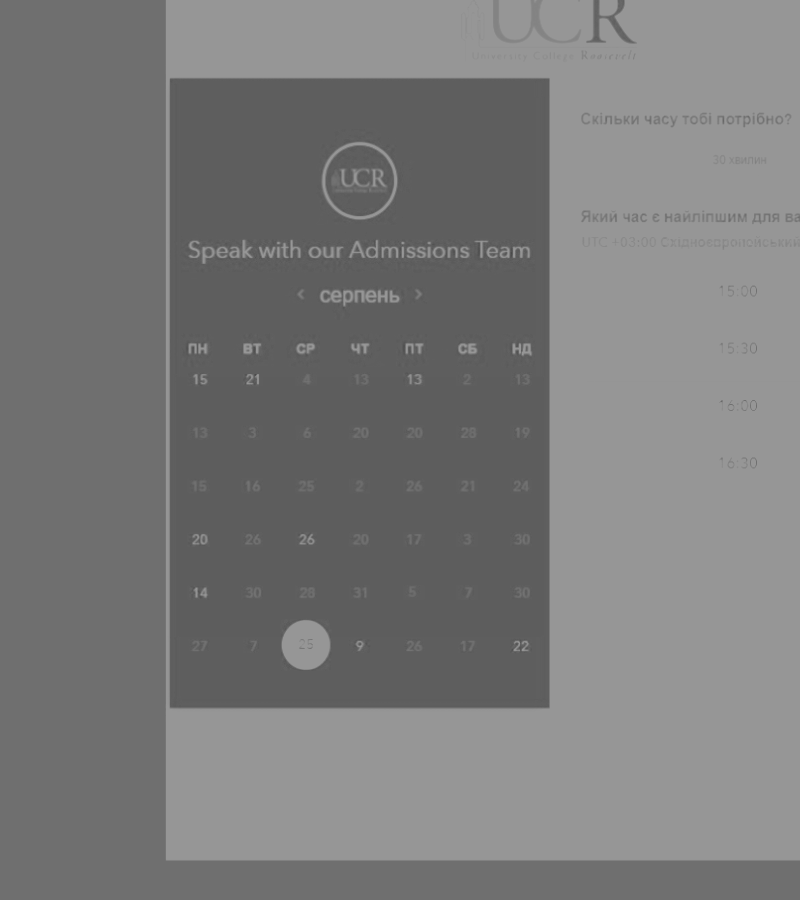 UCR
University College Roosevelt
UCR
Speak with our Admissions Team
‹ серпень ›
ПН ВТ СР ЧТ ПТ СБ НД
15 21 4 13 13 2 13
13 3 6 20 20 28 19
15 16 25 2 26 21 24
20 26 26 20 17 3 30
14 30 28 31 5 7 30
27 7 25 9 26 17 22
Скільки часу тобі потрібно?
30 хвилин
Який час є найліпшим для ва
UTC +03:00 Східноєвропейський
15:00
15:30
16:00
16:30